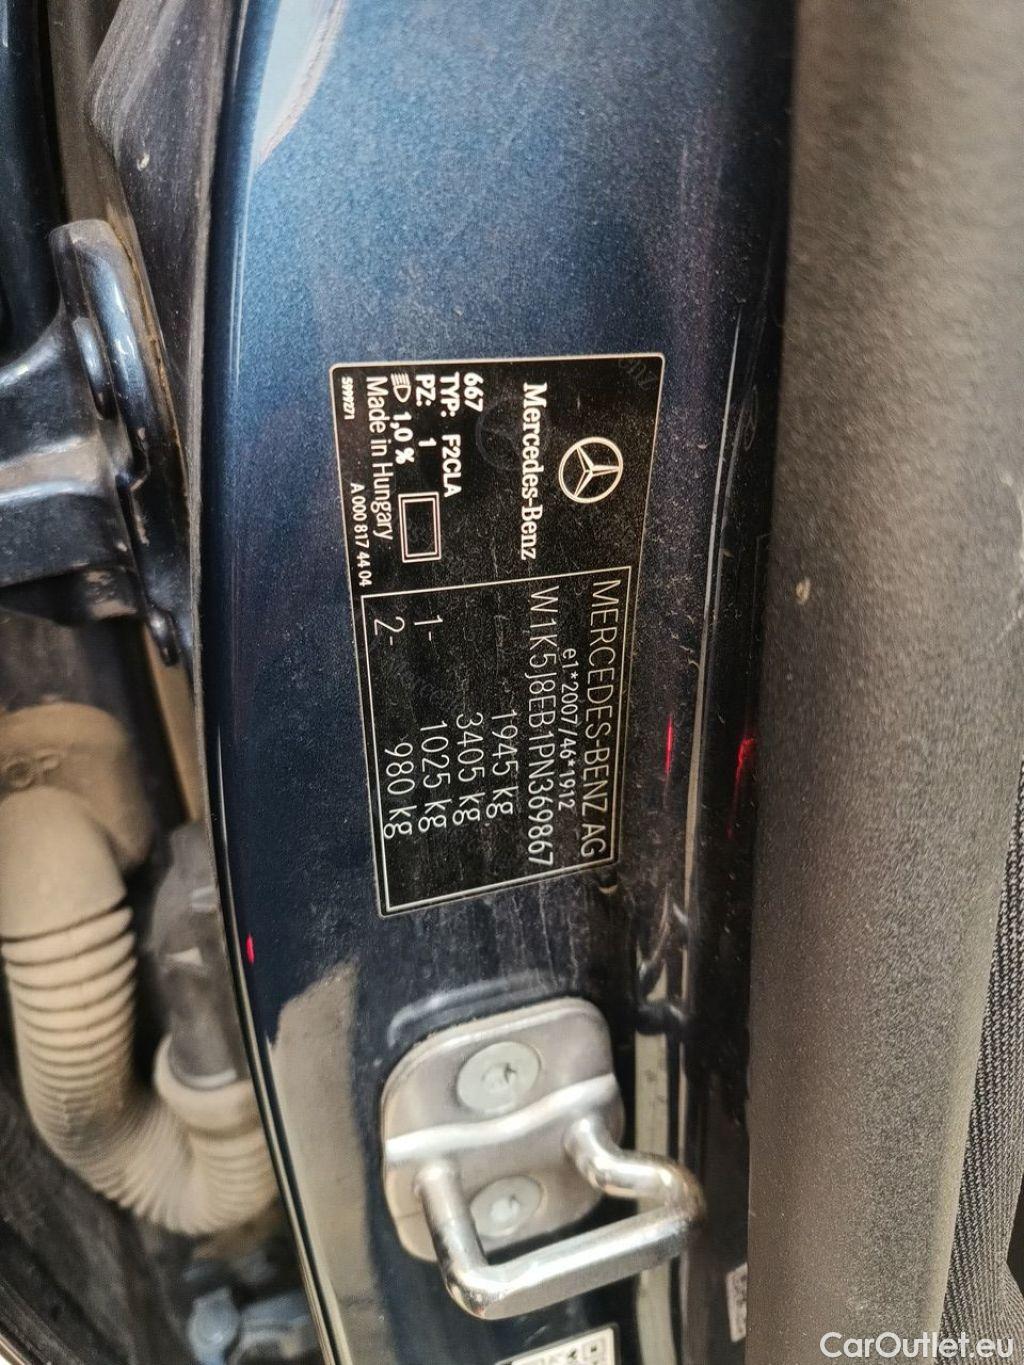 Mercedes-Benz
667
TYP: F2CLA
PZ: 1
1,0 %
Made in Hungary
5999271
A 000 817 44 04
MERCEDES-BENZ AG
e1*2007/46*1912
W1K5J8EB1PN369867
1945 kg
3405 kg
1- 1025 kg
2- 980 kg
CarOutlet.eu